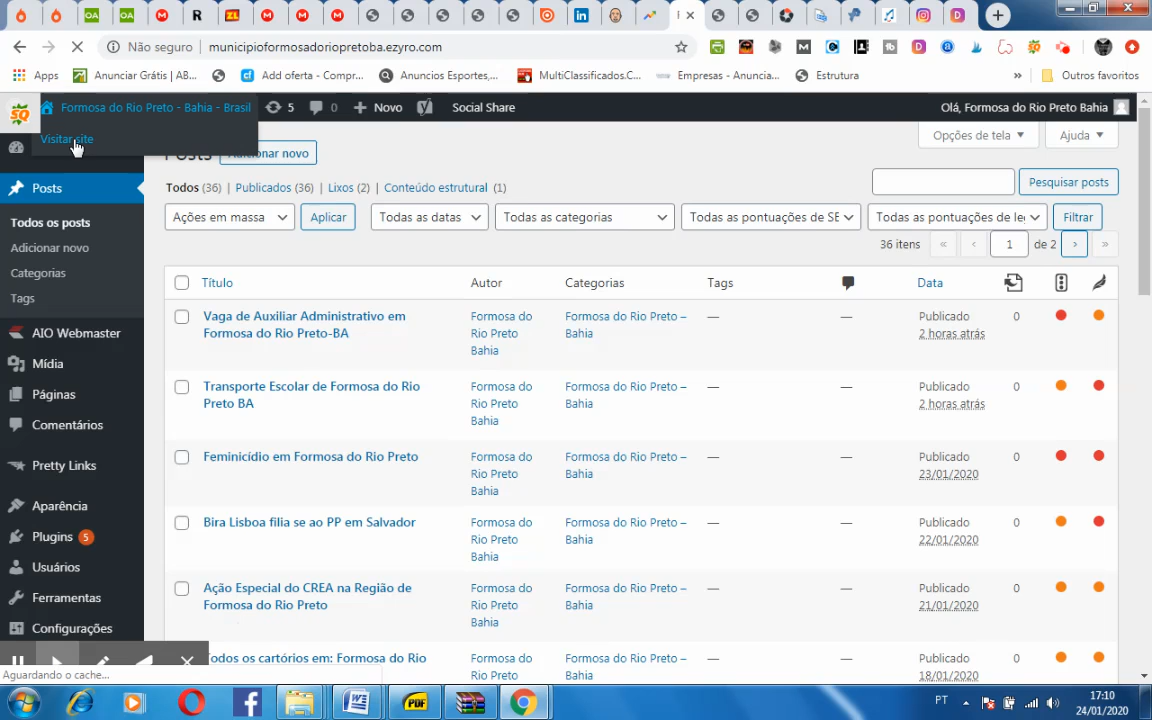 Não seguro
municipioformosadoriopretoba.ezyro.com
Apps
Anunciar Grátis | AB...
Add oferta - Compr...
Anuncios Esportes,...
MultiClassificados.C...
Empresas - Anuncia...
Estrutura
»
Outros favoritos
Formosa do Rio Preto - Bahia - Brasil
5
0
Novo
Social Share
Olá, Formosa do Rio Preto Bahia
Visitar site
Posts
Adicionar novo
Opções de tela
Ajuda
Todos (36) | Publicados (36) | Lixos (2) | Conteúdo estrutural (1)
Pesquisar posts
Ações em massa
Aplicar
Todas as datas
Todas as categorias
Todas as pontuações de SE
Todas as pontuações de leg
Filtrar
36 itens
«
‹
1
de 2
›
»
Posts
Todos os posts
Adicionar novo
Categorias
Tags
AIO Webmaster
Mídia
Páginas
Comentários
Pretty Links
Aparência
Plugins 5
Usuários
Ferramentas
Configurações
Título
Autor
Categorias
Tags
Data
Vaga de Auxiliar Administrativo em
Formosa do Rio Preto-BA
Formosa do
Rio Preto
Bahia
Formosa do Rio Preto –
Bahia
—
—
Publicado
2 horas atrás
0
Transporte Escolar de Formosa do Rio
Preto BA
Formosa do
Rio Preto
Bahia
Formosa do Rio Preto –
Bahia
—
—
Publicado
2 horas atrás
0
Feminicídio em Formosa do Rio Preto
Formosa do
Rio Preto
Bahia
Formosa do Rio Preto –
Bahia
—
—
Publicado
23/01/2020
0
Bira Lisboa filia se ao PP em Salvador
Formosa do
Rio Preto
Bahia
Formosa do Rio Preto –
Bahia
—
—
Publicado
22/01/2020
0
Ação Especial do CREA na Região de
Formosa do Rio Preto
Formosa do
Rio Preto
Bahia
Formosa do Rio Preto –
Bahia
—
—
Publicado
21/01/2020
0
Todos os cartórios em: Formosa do Rio
Formosa do
Rio Preto
Formosa do Rio Preto –
Bahia
—
—
Publicado
18/01/2020
0
Aguardando o cache...
PDF
PT
17:10
24/01/2020